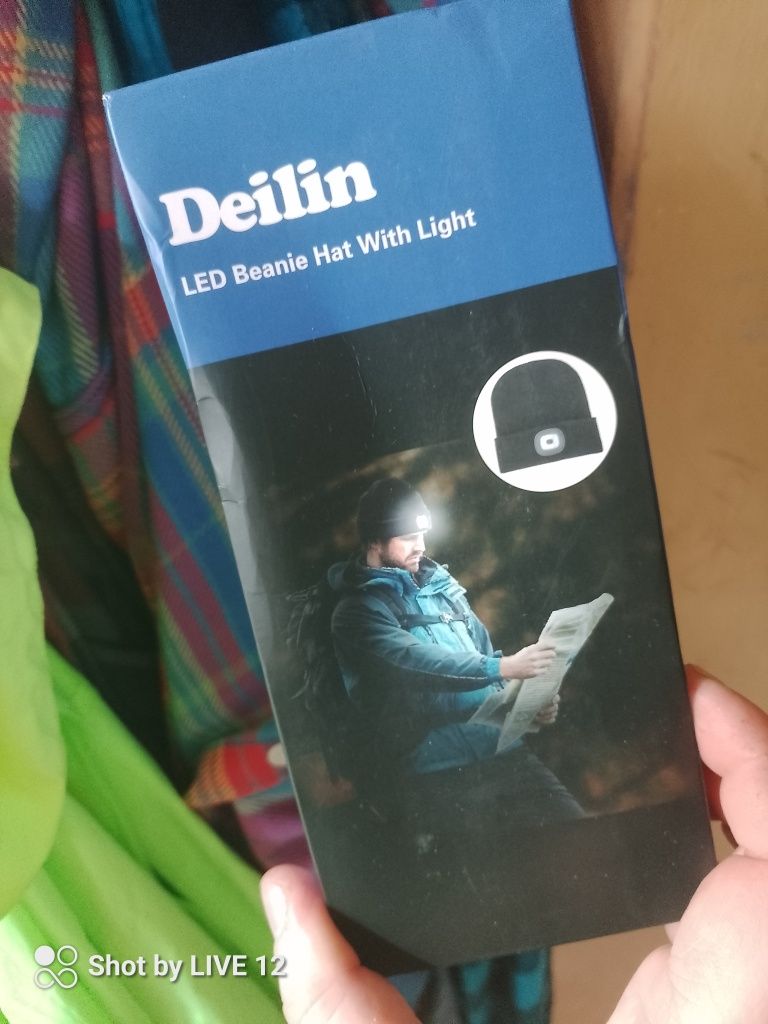 Deilin
LED Beanie Hat With Light
Shot by LIVE 12